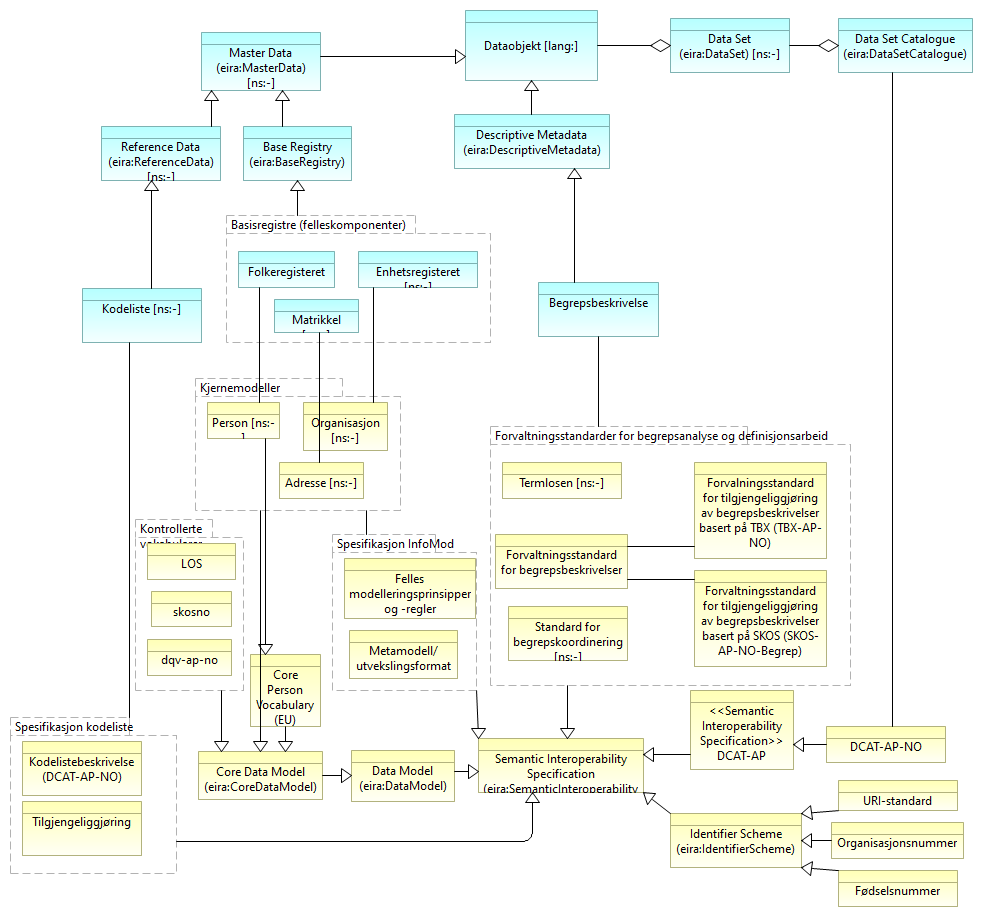 Dataobjekt [lang:]
Data Set
(eira:DataSet) [ns:-]
Data Set Catalogue
(eira:DataSetCatalogue)
Master Data
(eira:MasterData)
[ns:-]
Reference Data
(eira:ReferenceData)
[ns:-]
Base Registry
(eira:BaseRegistry)
Descriptive Metadata
(eira:DescriptiveMetadata)
Basisregistre (felleskomponenter)
Folkeregisteret
Enhetsregisteret
[ns:-]
Matrikkel
Kodeliste [ns:-]
Begrepsbeskrivelse
Kjernemodeller
Person [ns:-
]
Organisasjon
[ns:-]
Adresse [ns:-]
Forvaltningsstandarder for begrepsanalyse og definisjonsarbeid
Termlosen [ns:-]
Forvalningsstandard
for tilgjengeliggjøring
av begrepsbeskrivelser
basert på TBX (TBX-AP-
NO)
Forvaltningsstandard
for begrepsbeskrivelser
Forvaltningsstandard
for tilgjengeliggjøring
av begrepsbeskrivelser
basert på SKOS (SKOS-
AP-NO-Begrep)
Standard for
begrepskoordinering
[ns:-]
Kontrollerte
vokabularer
LOS
skosno
dqv-ap-no
Spesifikasjon InfoMod
Felles
modelleringsprinsipper
og -regler
Metamodell/
utvekslingsformat
Core
Person
Vocabulary
(EU)
Spesifikasjon kodeliste
Kodelistebeskrivelse
(DCAT-AP-NO)
Tilgjengeliggjøring
Core Data Model
(eira:CoreDataModel)
Data Model
(eira:DataModel)
Semantic Interoperability
Specification
(eira:SemanticInteroperability
<<Semantic
Interoperability
Specification>>
DCAT-AP
DCAT-AP-NO
Identifier Scheme
(eira:IdentifierScheme)
URI-standard
Organisasjonsnummer
Fødselsnummer